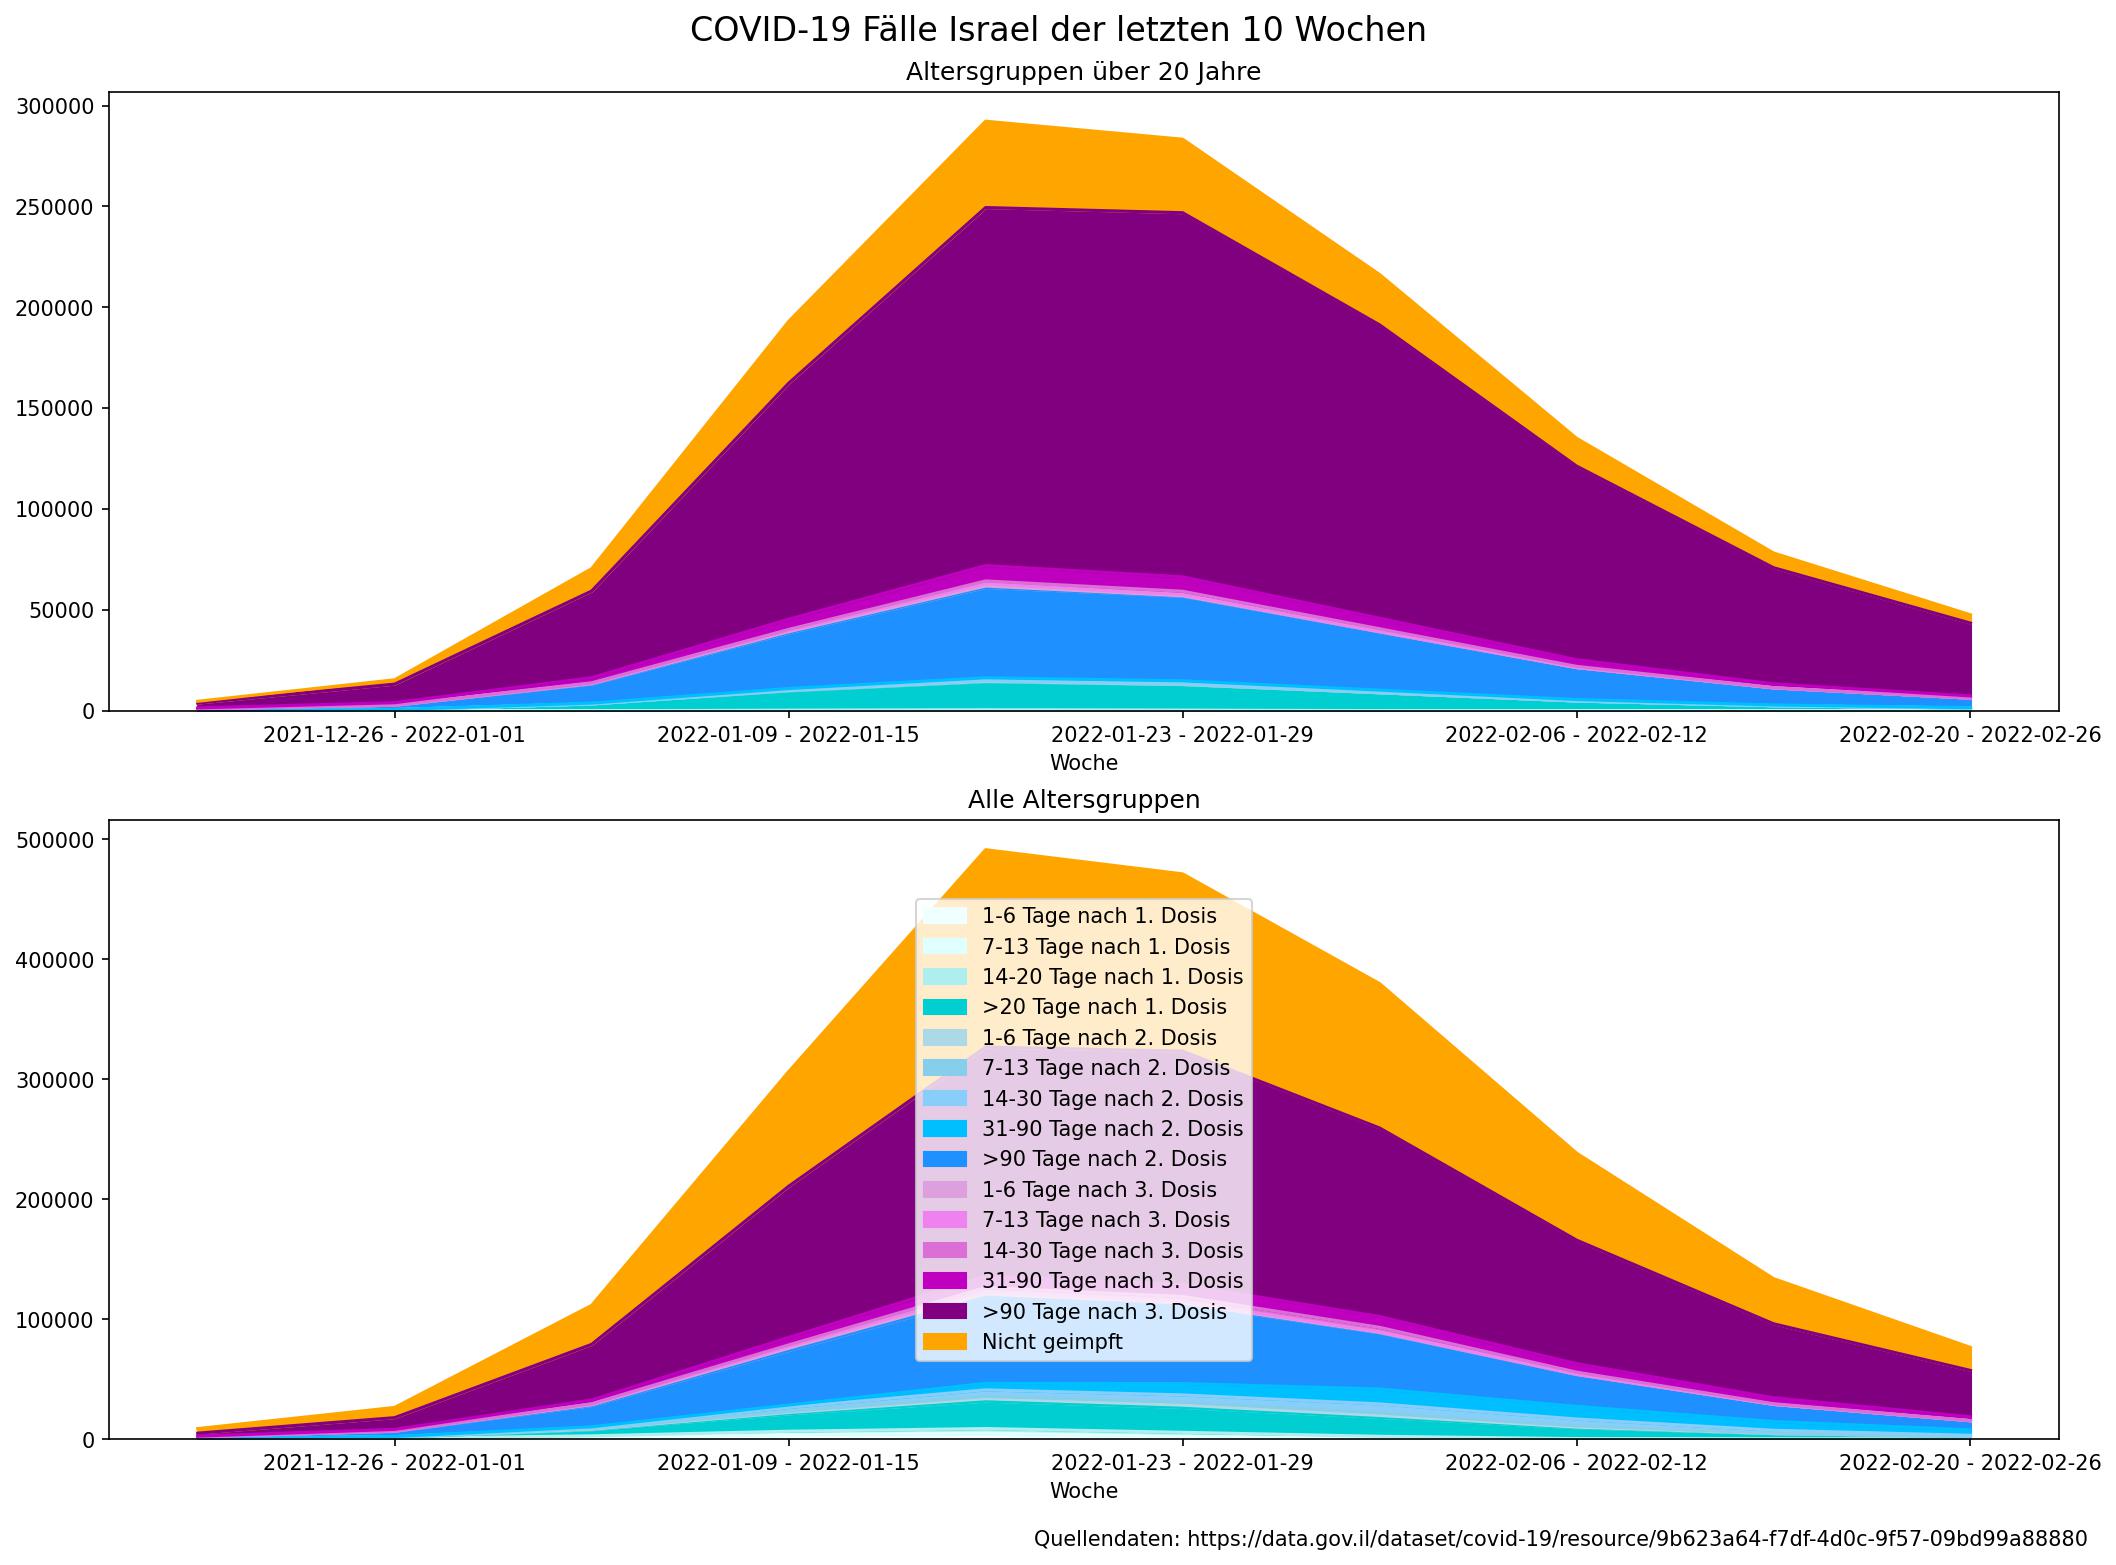 COVID-19 Fälle Israel der letzten 10 Wochen
Altersgruppen über 20 Jahre
300000
250000
200000
150000
100000
50000
0
2021-12-26 - 2022-01-01
2022-01-09 - 2022-01-15
2022-01-23 - 2022-01-29
2022-02-06 - 2022-02-12
2022-02-20 - 2022-02-26
Woche
Alle Altersgruppen
500000
400000
300000
200000
100000
0
1-6 Tage nach 1. Dosis
7-13 Tage nach 1. Dosis
14-20 Tage nach 1. Dosis
>20 Tage nach 1. Dosis
1-6 Tage nach 2. Dosis
7-13 Tage nach 2. Dosis
14-30 Tage nach 2. Dosis
31-90 Tage nach 2. Dosis
>90 Tage nach 2. Dosis
1-6 Tage nach 3. Dosis
7-13 Tage nach 3. Dosis
14-30 Tage nach 3. Dosis
31-90 Tage nach 3. Dosis
>90 Tage nach 3. Dosis
Nicht geimpft
2021-12-26 - 2022-01-01
2022-01-09 - 2022-01-15
2022-01-23 - 2022-01-29
2022-02-06 - 2022-02-12
2022-02-20 - 2022-02-26
Woche
Quellendaten: https://data.gov.il/dataset/covid-19/resource/9b623a64-f7df-4d0c-9f57-09bd99a88880